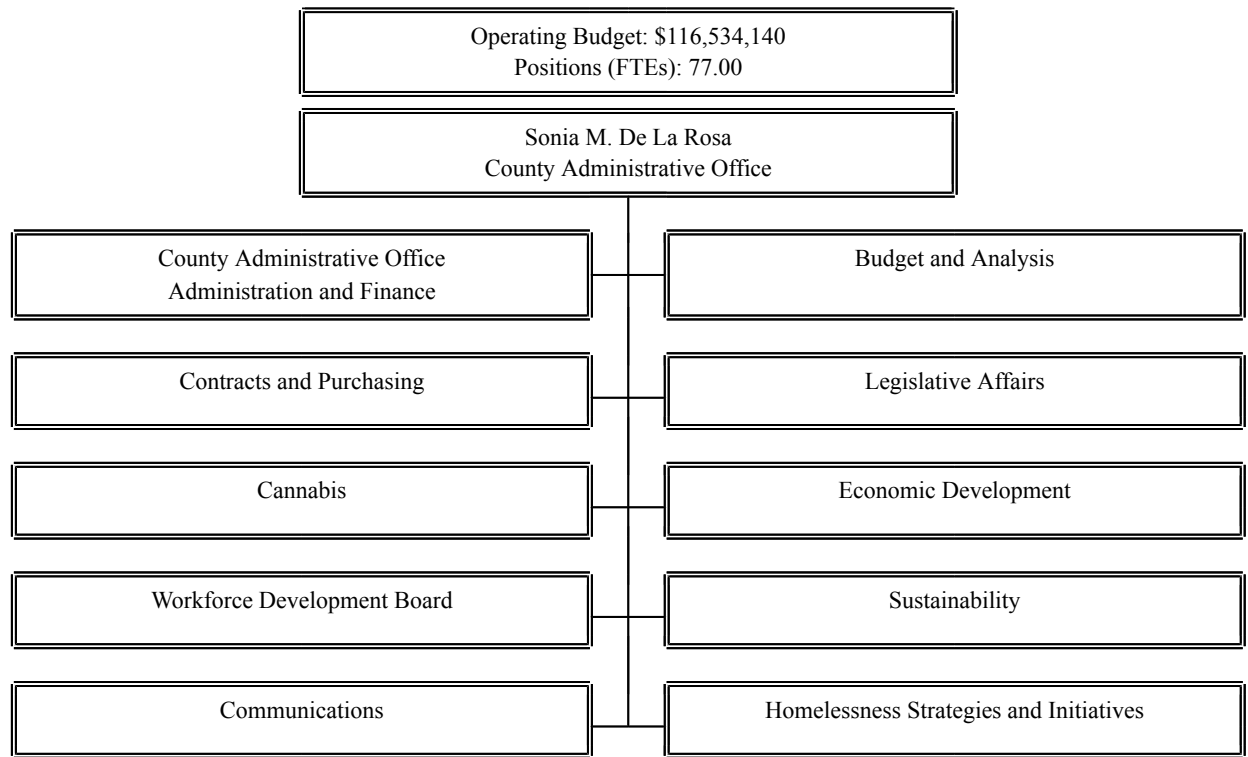 Operating Budget: $116,534,140
Positions (FTEs): 77.00
Sonia M. De La Rosa
County Administrative Office
County Administrative Office
Administration and Finance
Budget and Analysis
Contracts and Purchasing
Legislative Affairs
Cannabis
Economic Development
Workforce Development Board
Sustainability
Communications
Homelessness Strategies and Initiatives